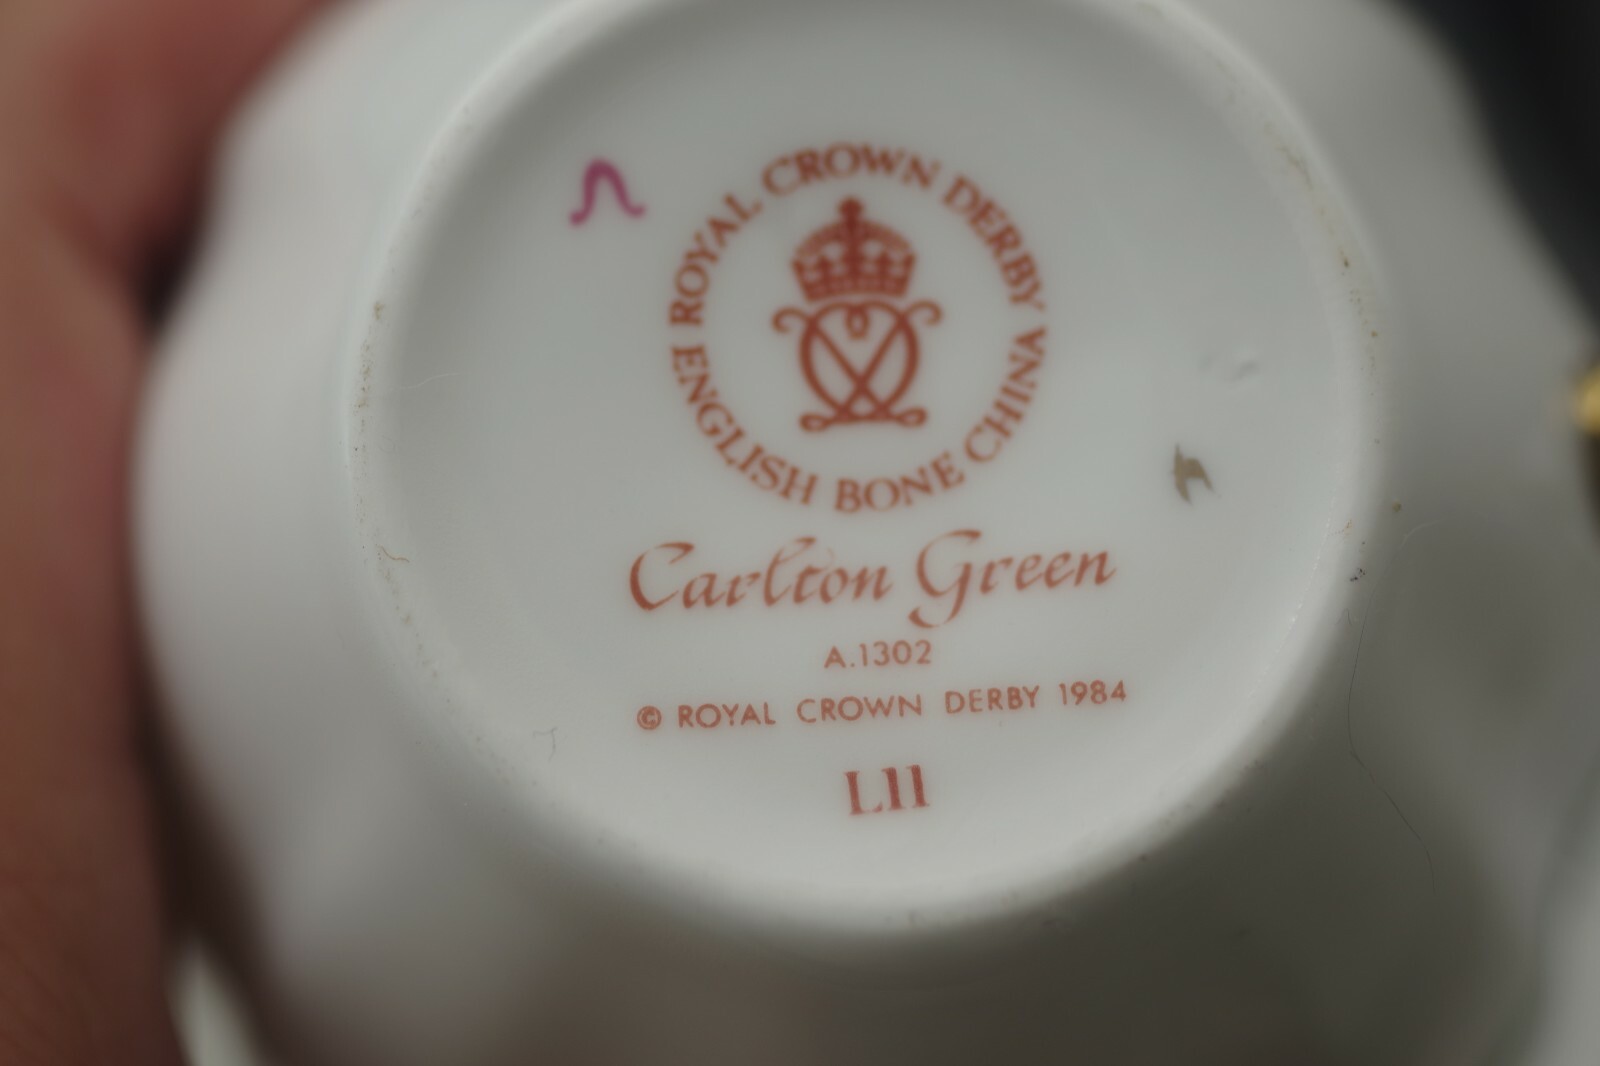 ROYAL CROWN DERBY
ENGLISH BONE CHINA
Carlton Green
A.1302
© ROYAL CROWN DERBY 1984
LII